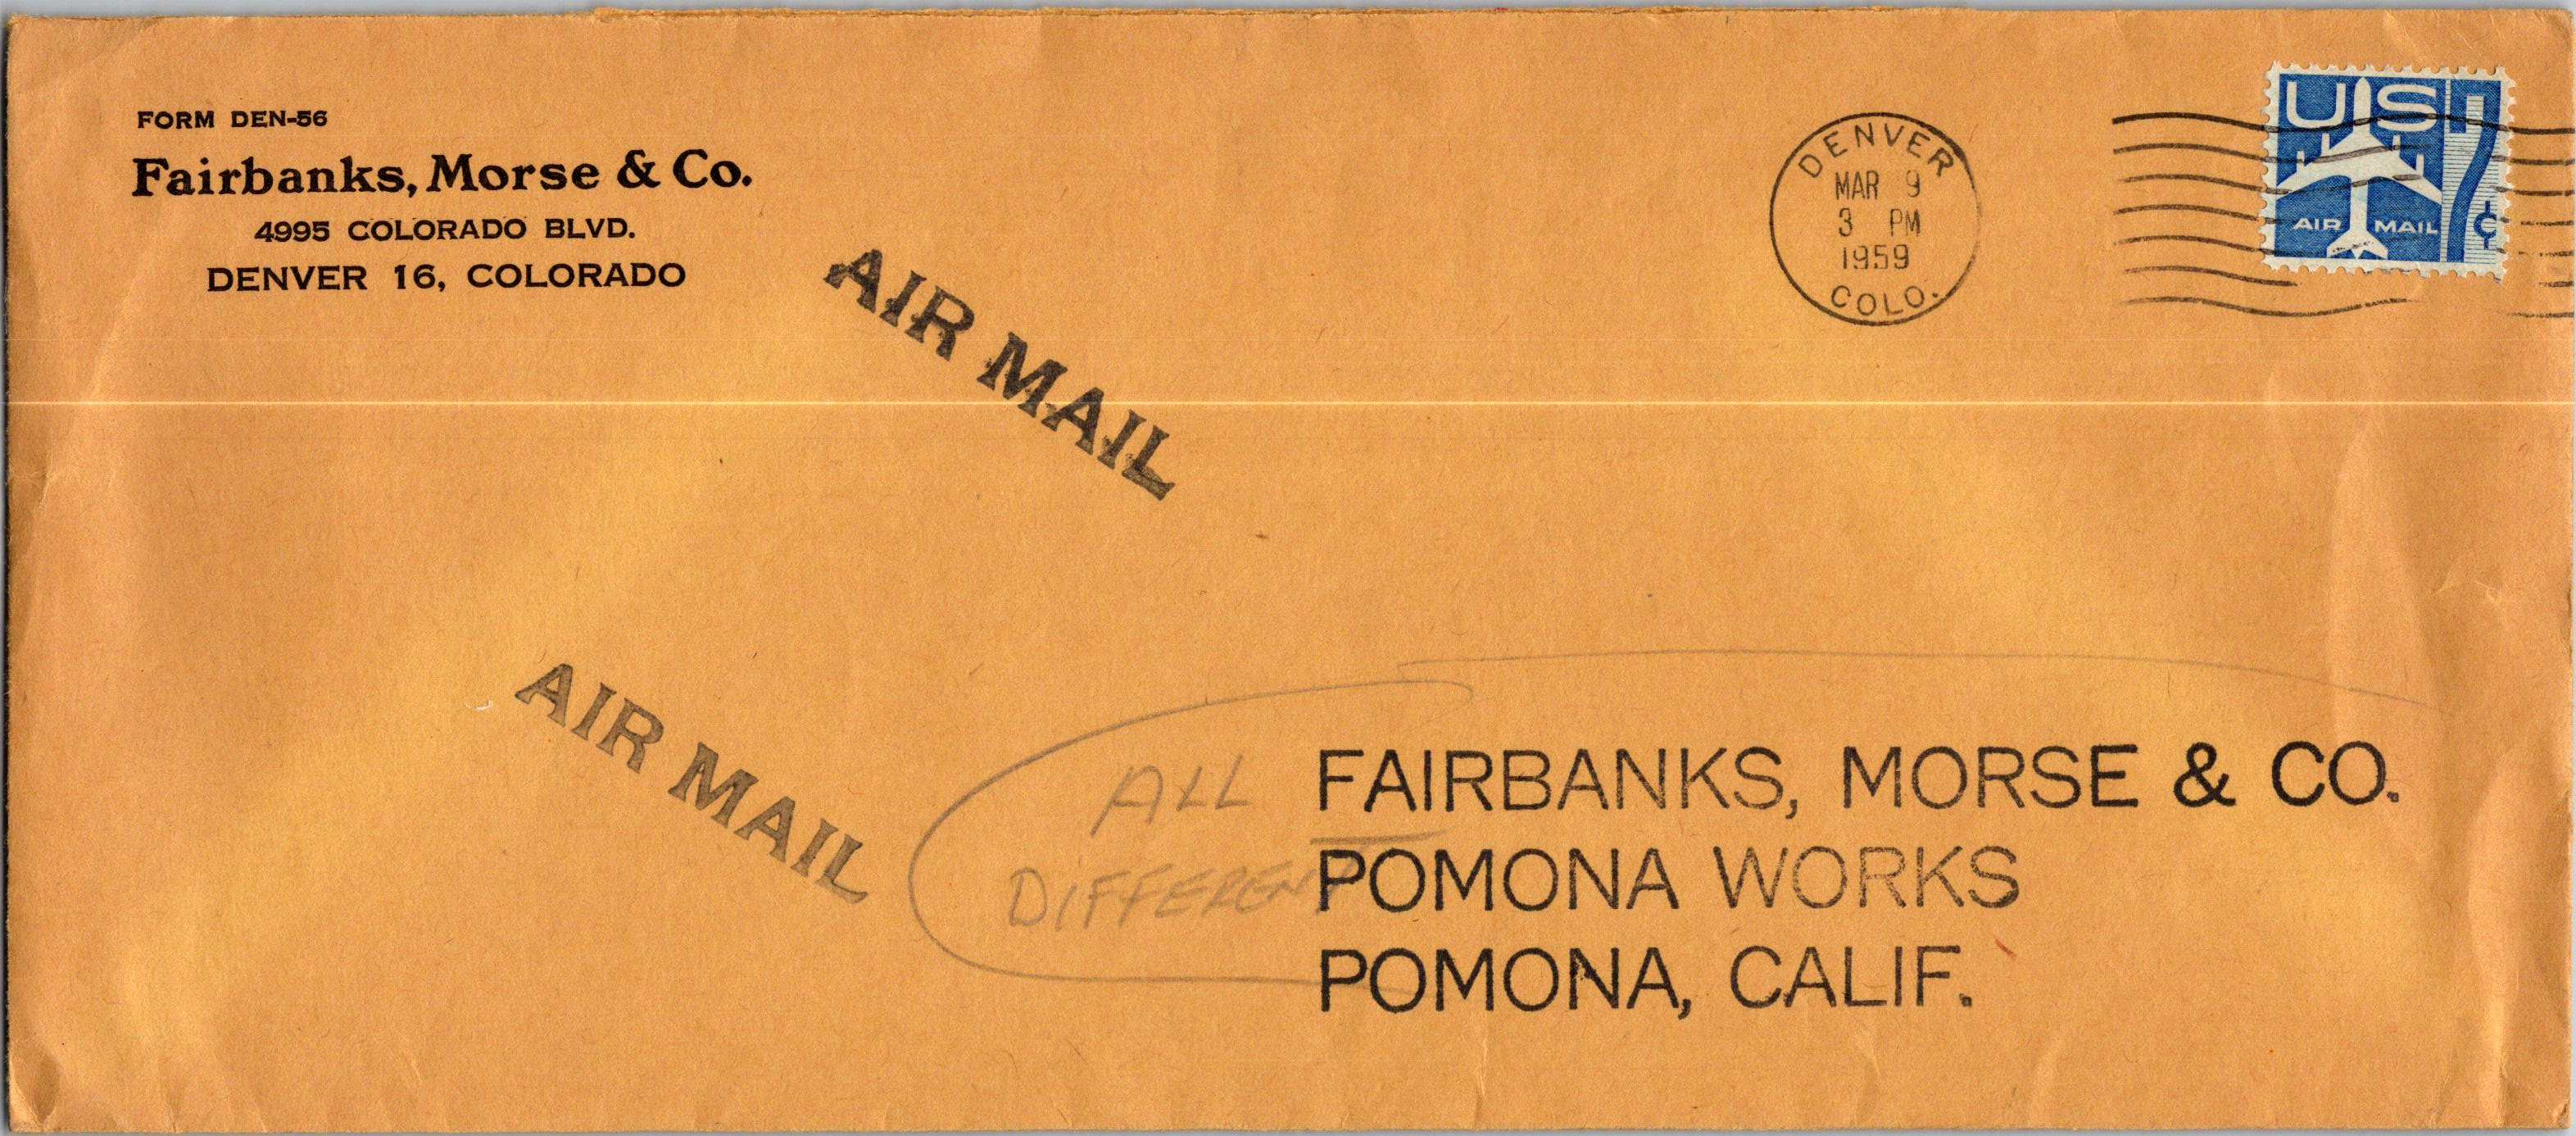 FORM DEN-56
Fairbanks, Morse & Co.
4995 COLORADO BLVD.
DENVER 16, COLORADO
AIR MAIL
DENVER
MAR 9
3 PM
1959
COLO.
US 7¢
AIR MAIL
AIR MAIL
ALL
DIFFERENT
FAIRBANKS, MORSE & CO.
POMONA WORKS
POMONA, CALIF.